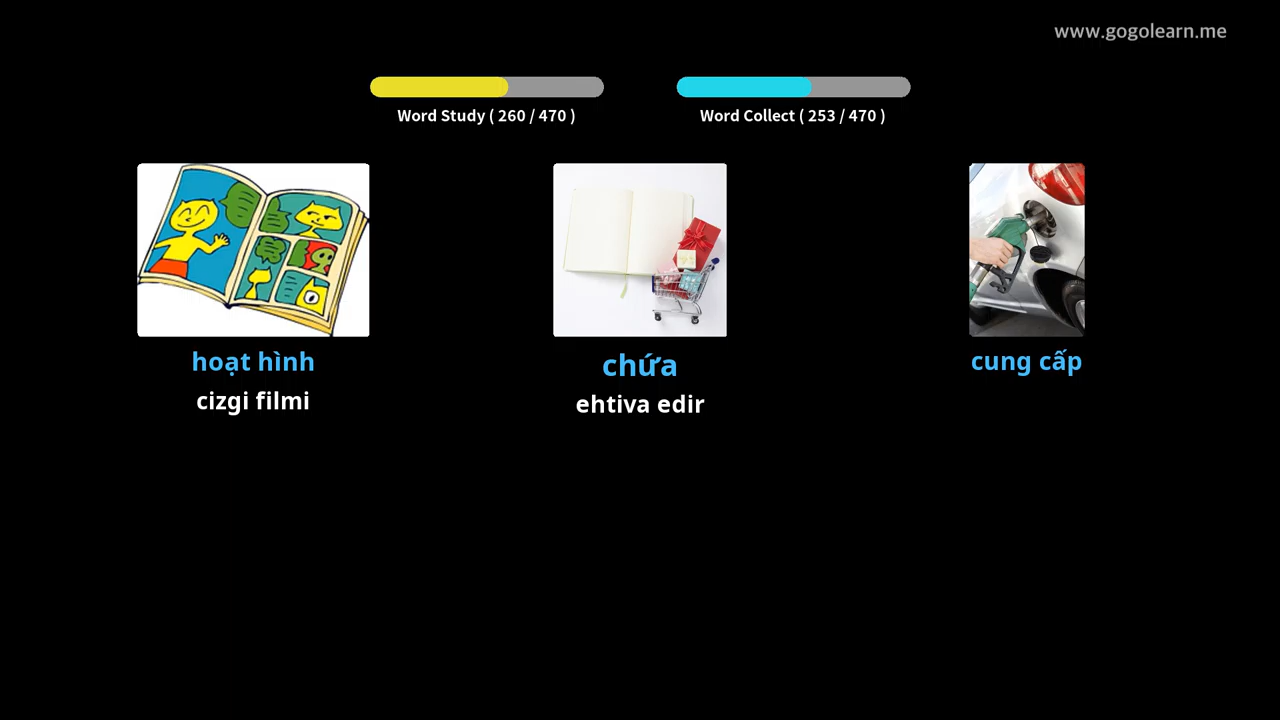 www.gogolearn.me
Word Study ( 260 / 470 )
Word Collect ( 253 / 470 )
hoạt hình
cizgi filmi
chứa
ehtiva edir
cung cấp